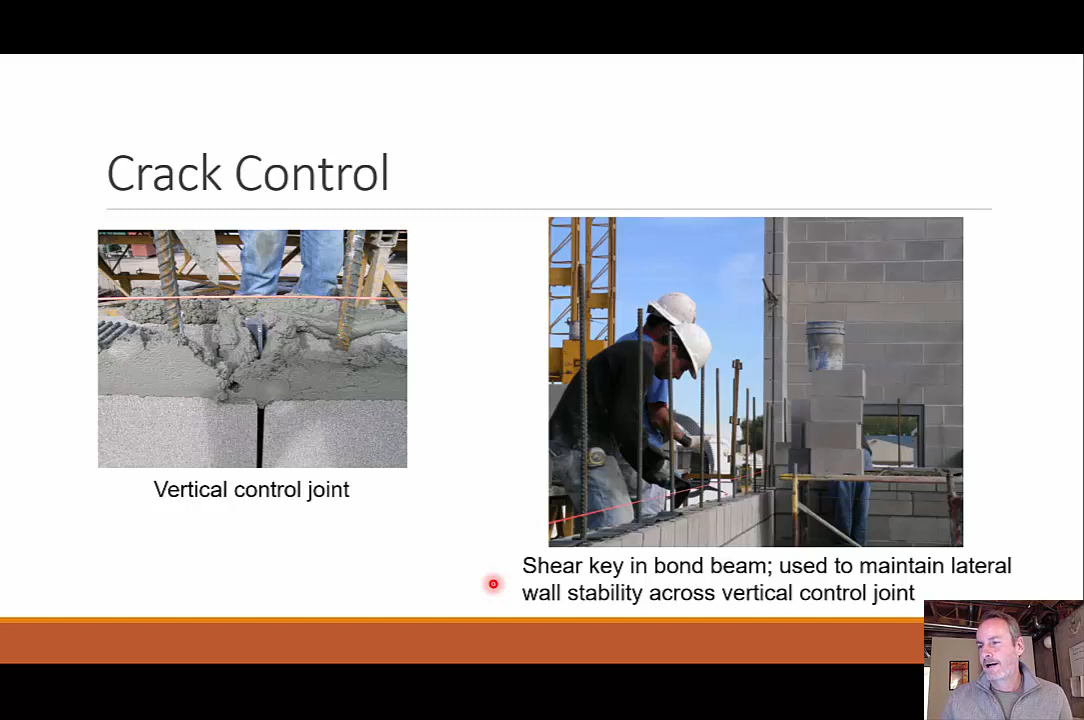 Crack Control
Vertical control joint
Shear key in bond beam; used to maintain lateral
wall stability across vertical control joint